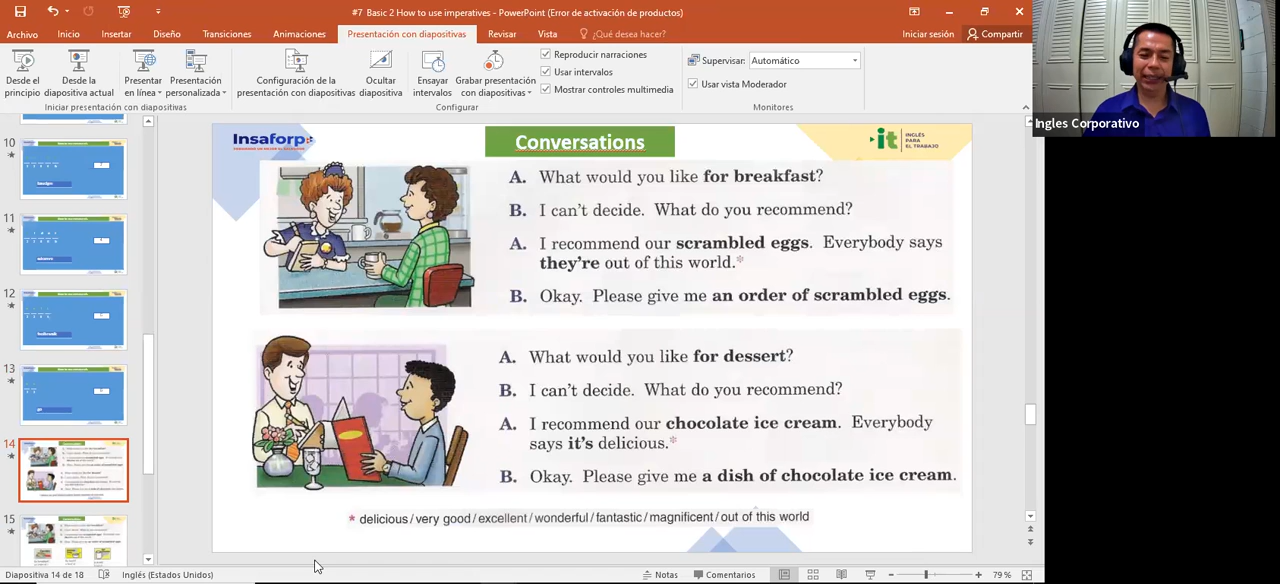 #7 Basic 2 How to use imperatives - PowerPoint (Error de activación de productos)
Archivo Inicio Insertar Diseño Transiciones Animaciones Presentación con diapositivas Revisar Vista ¿Qué desea hacer? Iniciar sesión Compartir
Desde el principio
Desde la diapositiva actual
Presentar en línea
Presentación personalizada
Iniciar presentación con diapositivas
Configuración de la presentación con diapositivas
Ocultar diapositiva
Ensayar intervalos
Grabar presentación con diapositivas
Reproducir narraciones
Usar intervalos
Mostrar controles multimedia
Configurar
Supervisar: Automático
Usar vista Moderador
Monitores
Ingles Corporativo
10
11
12
13
14
15
Insaforp
Conversations
it INGLÉS
PARA
EL TRABAJO
A. What would you like for breakfast?
B. I can't decide. What do you recommend?
A. I recommend our scrambled eggs. Everybody says
they're out of this world.*
B. Okay. Please give me an order of scrambled eggs.
A. What would you like for dessert?
B. I can't decide. What do you recommend?
A. I recommend our chocolate ice cream. Everybody
says it's delicious.*
B. Okay. Please give me a dish of chocolate ice cream.
* delicious/very good/excellent/wonderful/fantastic/magnificent/out of this world
Diapositiva 14 de 18 Inglés (Estados Unidos) Notas Comentarios 79 %